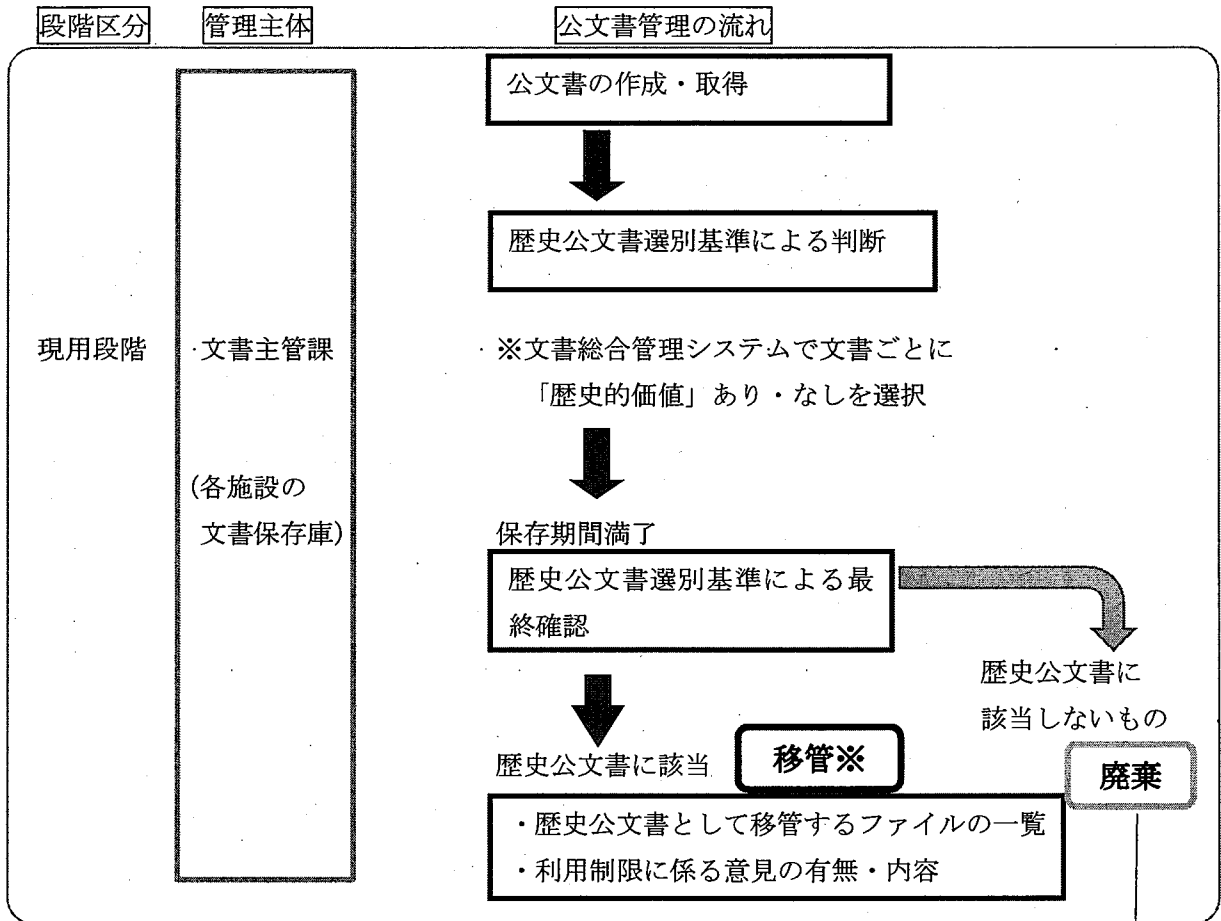 段階区分 管理主体 公文書管理の流れ
公文書の作成・取得
歴史公文書選別基準による判断
現用段階 ・文書主管課 ※文書総合管理システムで文書ごとに
「歴史的価値」あり・なしを選択
(各施設の
文書保存庫)
保存期間満了
歴史公文書選別基準による最
終確認
歴史公文書に
該当しないもの
歴史公文書に該当 移管※
廃棄
・歴史公文書として移管するファイルの一覧
・利用制限に係る意見の有無・内容